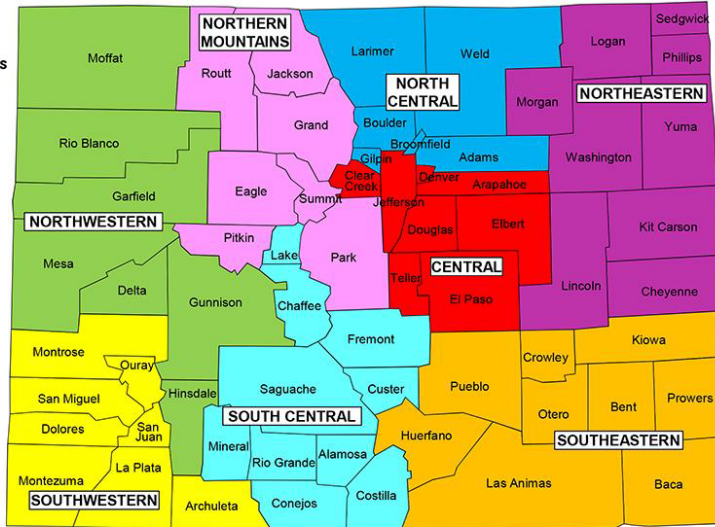 NORTHERN
MOUNTAINS
Sedgwick
Logan
Larimer
Weld
s
Moffat
Phillips
Routt
Jackson
NORTH
CENTRAL
NORTHEASTERN
Morgan
Grand
Boulder
Yuma
Rio Blanco
Broomfield
Adams
Washington
Gilpin
Clear
Creek
Denver
Arapahoe
Garfield
Eagle
Summit
Jefferson
NORTHWESTERN
Douglas
Elbert
Kit Carson
Pitkin
Lake
Park
Mesa
CENTRAL
Teller
Lincoln
Cheyenne
Delta
Gunnison
Chaffee
El Paso
Fremont
Kiowa
Montrose
Crowley
Ouray
Saguache
Custer
Pueblo
Hinsdale
San Miguel
Prowers
Bent
Otero
SOUTH CENTRAL
Dolores
San
Juan
Huerfano
SOUTHEASTERN
Mineral
Rio Grande
Alamosa
La Plata
Montezuma
Las Animas
Baca
SOUTHWESTERN
Archuleta
Conejos
Costilla